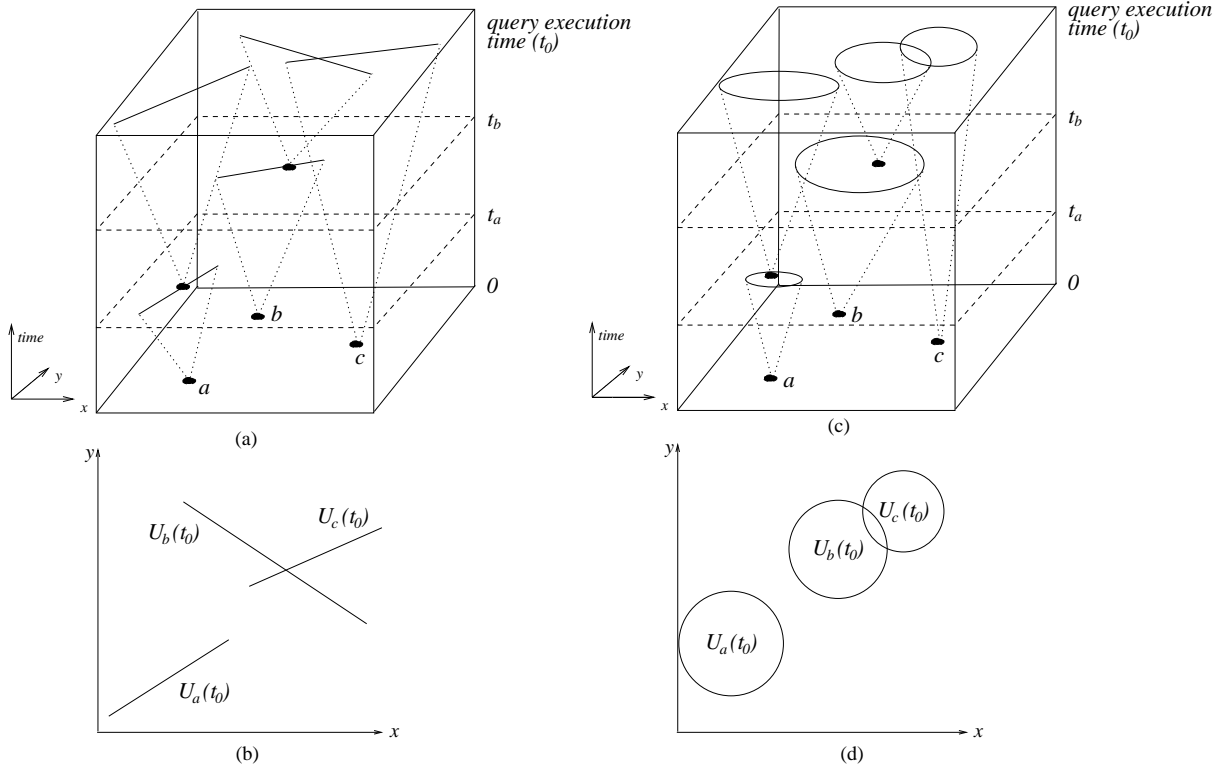 query execution
time (t0)
tb
ta
0
time
y
x
a
b
c
(a)
query execution
time (t0)
tb
ta
0
time
y
x
a
b
c
(c)
y
Ub(t0)
Uc(t0)
Ua(t0)
x
(b)
y
Uc(t0)
Ub(t0)
Ua(t0)
x
(d)